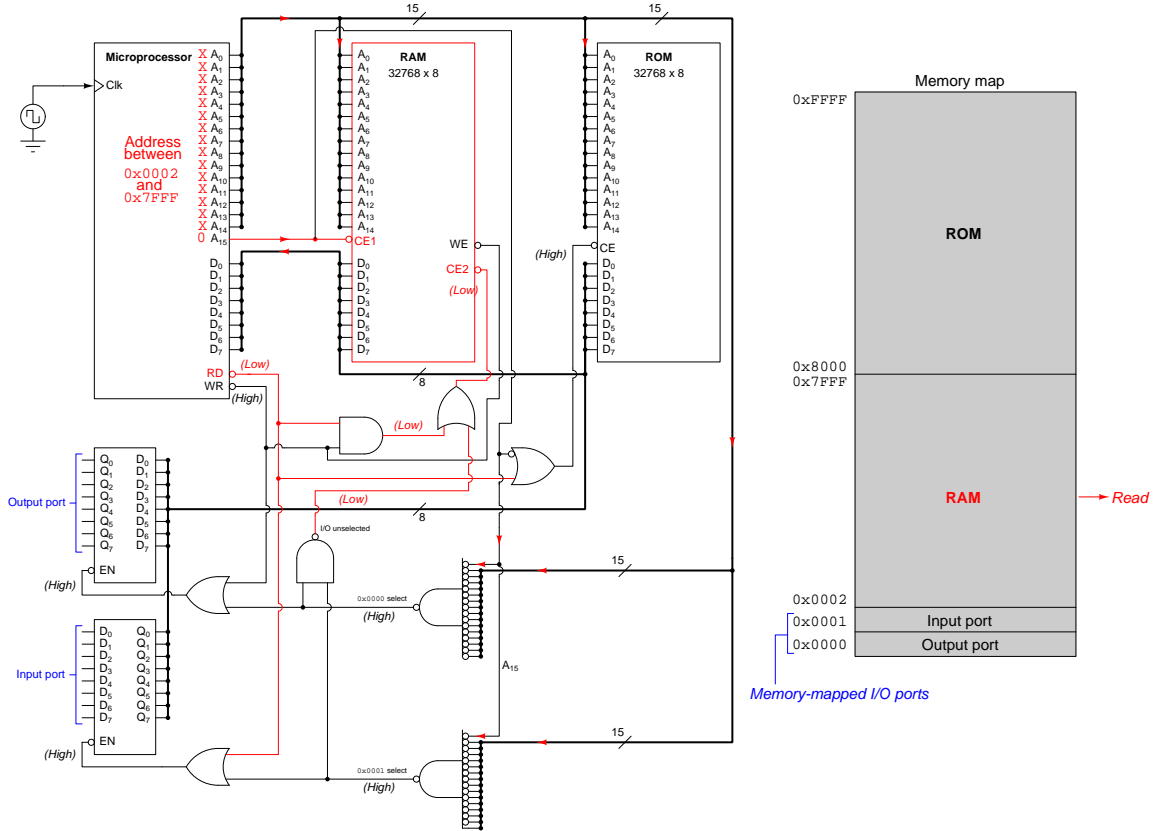 15
15
Microprocessor
Clk
Address
between
0x0002
and
0x7FFF
X A0
X A1
X A2
X A3
X A4
X A5
X A6
X A7
X A8
X A9
X A10
X A11
X A12
X A13
X A14
0 A15
D0
D1
D2
D3
D4
D5
D6
D7
RD
WR
(Low)
(High)
RAM
32768 x 8
A0
A1
A2
A3
A4
A5
A6
A7
A8
A9
A10
A11
A12
A13
A14
CE1
WE
CE2
(Low)
D0
D1
D2
D3
D4
D5
D6
D7
8
ROM
32768 x 8
A0
A1
A2
A3
A4
A5
A6
A7
A8
A9
A10
A11
A12
A13
A14
(High)
CE
D0
D1
D2
D3
D4
D5
D6
D7
(Low)
(Low)
8
I/O unselected
Output port
Q0 D0
Q1 D1
Q2 D2
Q3 D3
Q4 D4
Q5 D5
Q6 D6
Q7 D7
EN
(High)
0x0000 select
(High)
15
A15
Input port
D0 Q0
D1 Q1
D2 Q2
D3 Q3
D4 Q4
D5 Q5
D6 Q6
D7 Q7
EN
(High)
0x0001 select
(High)
15
Memory map
0xFFFF
ROM
0x8000
0x7FFF
RAM
Read
0x0002
0x0001
Input port
0x0000
Output port
Memory-mapped I/O ports